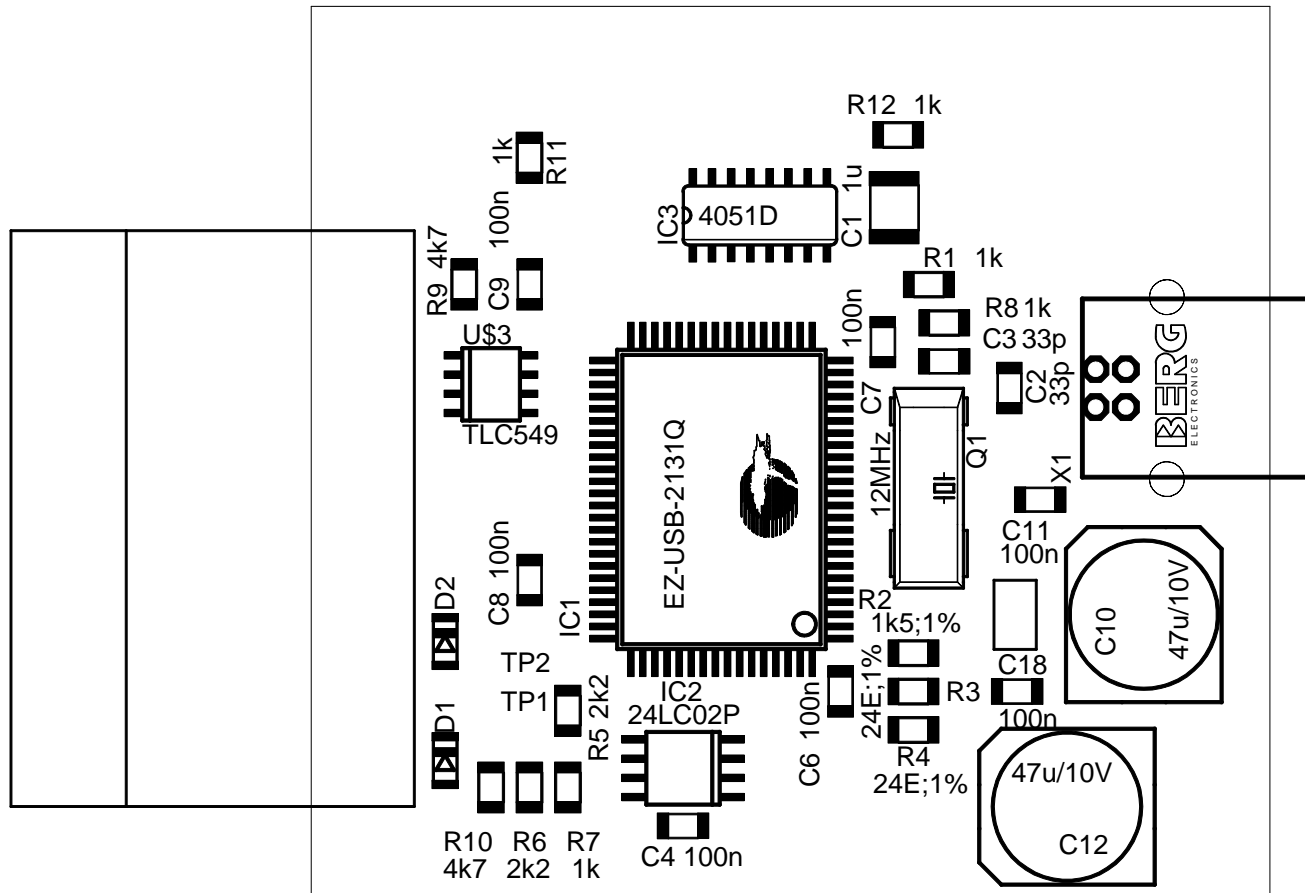 R12 1k
1k
R11
1u
C1
IC3
4051D
100n
C9
4k7
R9
R1 1k
R8 1k
C3 33p
100n
C7
U$3
TLC549
C2
33p
BERG
ELECTRONICS
EZ-USB-2131Q
12MHz
Q1
X1
C11
100n
C8 100n
IC1
D2
R2
1k5;1%
C10
47u/10V
TP2
TP1
R5 2k2
IC2
24LC02P
C6 100n
24E;1%
R3
C18
100n
D1
R4
24E;1%
47u/10V
C12
R10
4k7
R6
2k2
R7
1k
C4 100n